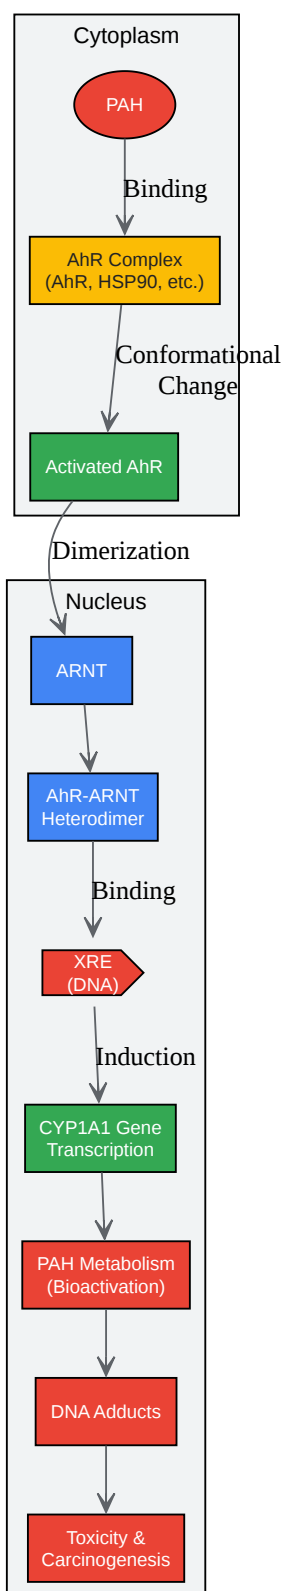 Cytoplasm
PAH
Binding
AhR Complex
(AhR, HSP90, etc.)
Conformational
Change
Activated AhR
Dimerization
Nucleus
ARNT
AhR-ARNT
Heterodimer
Binding
XRE
(DNA)
Induction
CYP1A1 Gene
Transcription
PAH Metabolism
(Bioactivation)
DNA Adducts
Toxicity &
Carcinogenesis